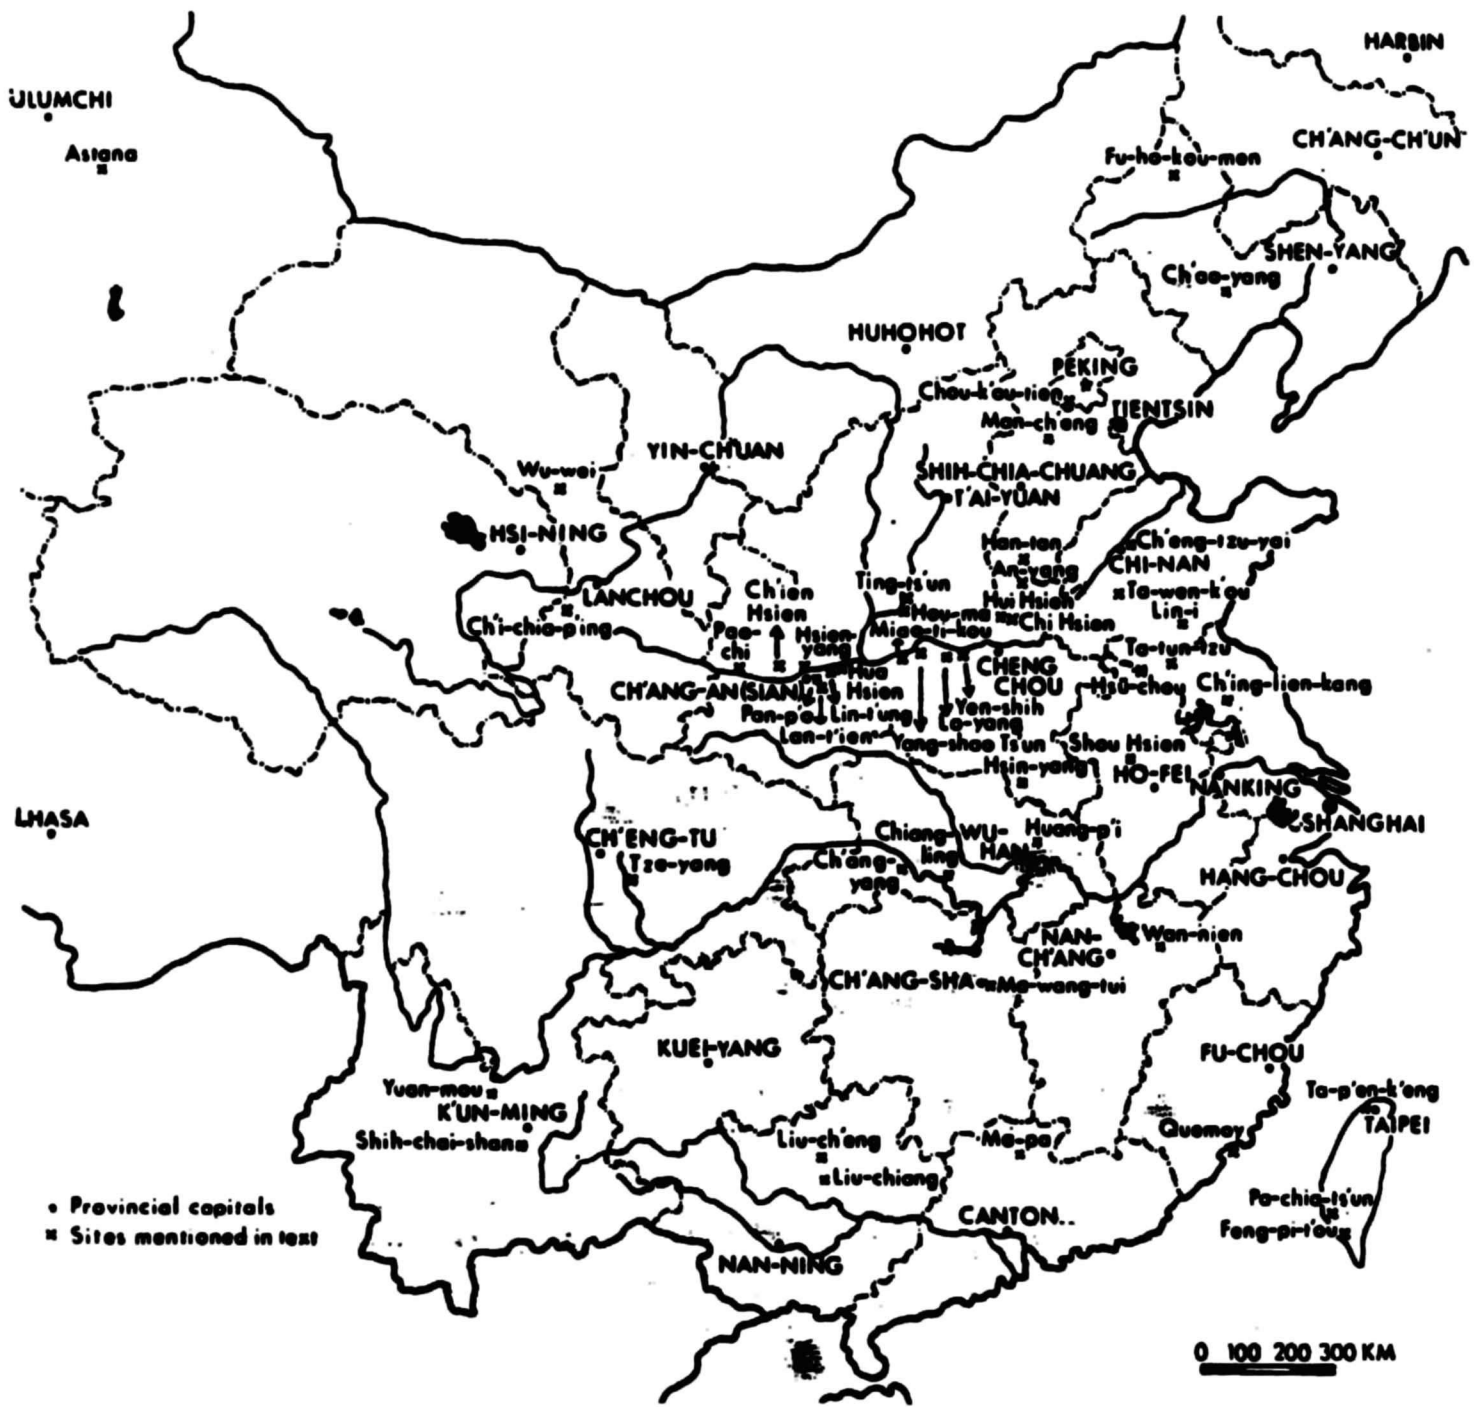 HARBIN
ULUMCHI
CH'ANG-CH'UN
Astana
Fu-ho-kou-men
SHEN-YANG
Ch'ao-yang
HUHOHOT
PEKING
Chou-k'ou-tien
TIENTSIN
Man-ch'eng
YIN-CH'UAN
Wu-wei
SHIH-CHIA-CHUANG
T'AI-YÜAN
HSI-NING
Han-tan
Ch'eng-tzu-yai
CHI-NAN
An-yang
Ting-ts'un
Ch'ien
Hsien
LANCHOU
Hui Hsien
Ta-wen-k'ou
Lin-i
Hou-ma
Chi Hsien
Ch'i-chia-p'ing
Pao-
chi
Hsien-
yang
Miao-ti-kou
Ta-tun-tzu
Hua
Hsien
CHENG
CHOU
CH'ANG-AN(SIAN)
Hsü-chou
Ch'ing-lien-kang
Pan-p'o
Lin-t'ung
Yen-shih
Lo-yang
Lan-t'ien
Yang-shao Ts'un
Shou Hsien
Hsin-yang
HO-FEI
NANKING
LHASA
SHANGHAI
CH'ENG-TU
Chiang-
ling
WU-
HAN
Huang-p'i
Tze-yang
Ch'ang-
yang
HANG-CHOU
NAN-
CH'ANG
Wan-nien
CH'ANG-SHA
Ma-wang-tui
KUEI-YANG
FU-CHOU
Yuan-mou
Ta-p'en-k'eng
K'UN-MING
TAIPEI
Shih-chai-shan
Liu-ch'eng
Ma-pa
Quemoy
Liu-chiang
Pa-chia-ts'un
Provincial capitals
CANTON
Feng-pi-t'ou
Sites mentioned in text
NAN-NING
0 100 200 300 KM